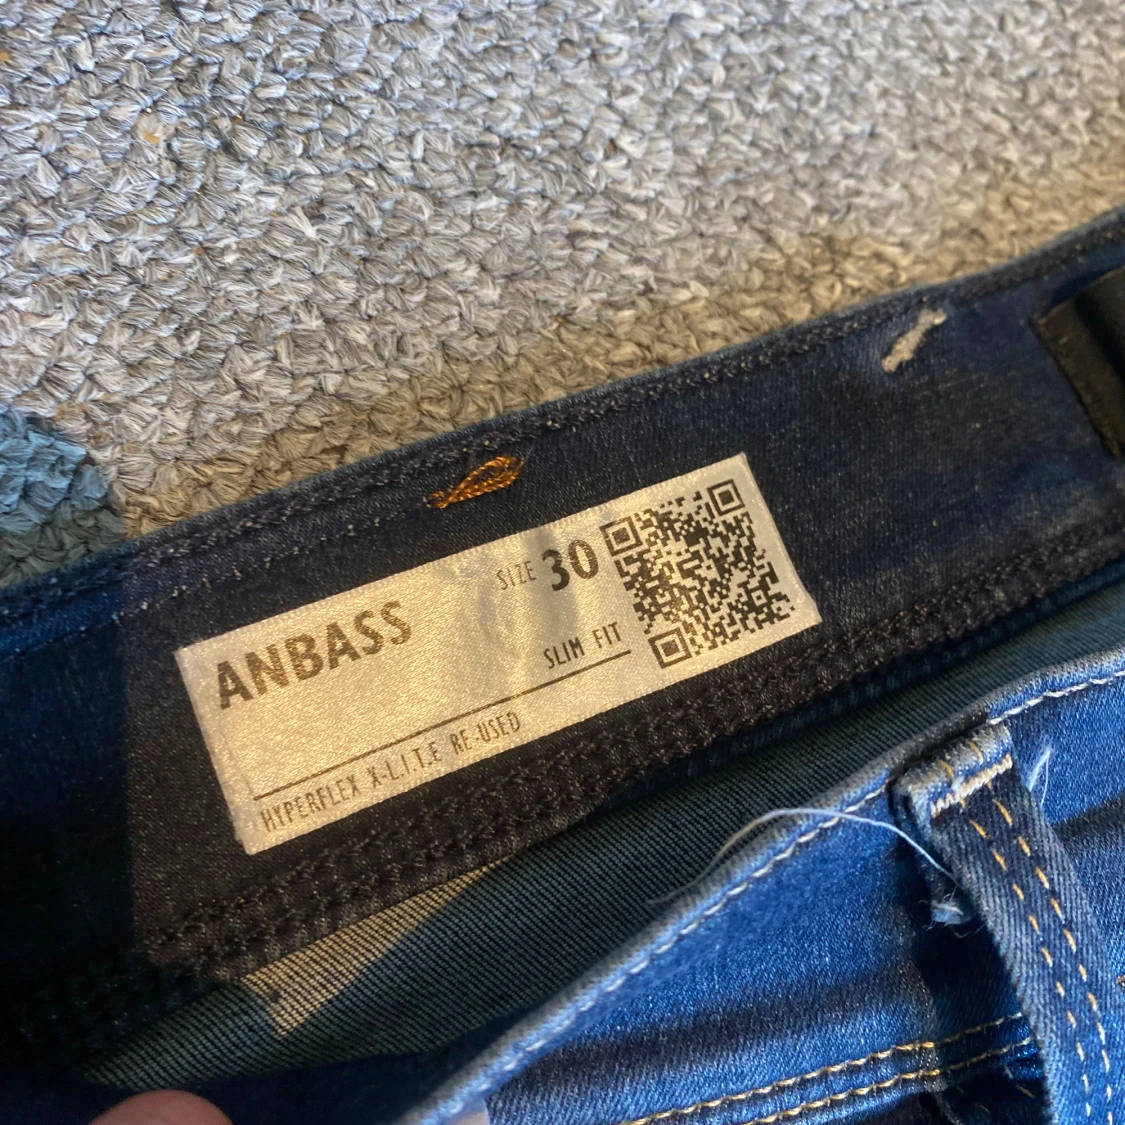 ANBASS
SIZE 30
SLIM FIT
HYPERFLEX X-L.I.T.E RE-USED